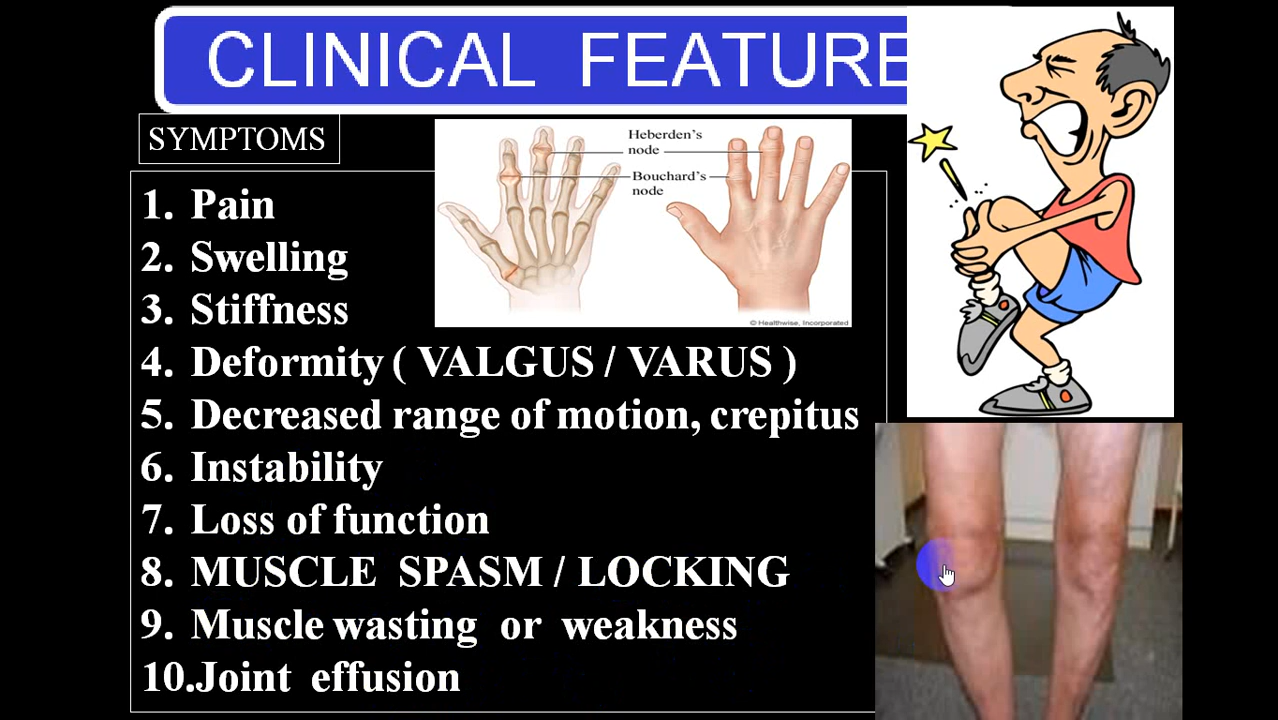 CLINICAL FEATURE
SYMPTOMS
Heberden's
node
Bouchard's
node
© Healthwise, Incorporated
1. Pain
2. Swelling
3. Stiffness
4. Deformity ( VALGUS / VARUS )
5. Decreased range of motion, crepitus
6. Instability
7. Loss of function
8. MUSCLE SPASM / LOCKING
9. Muscle wasting or weakness
10.Joint effusion